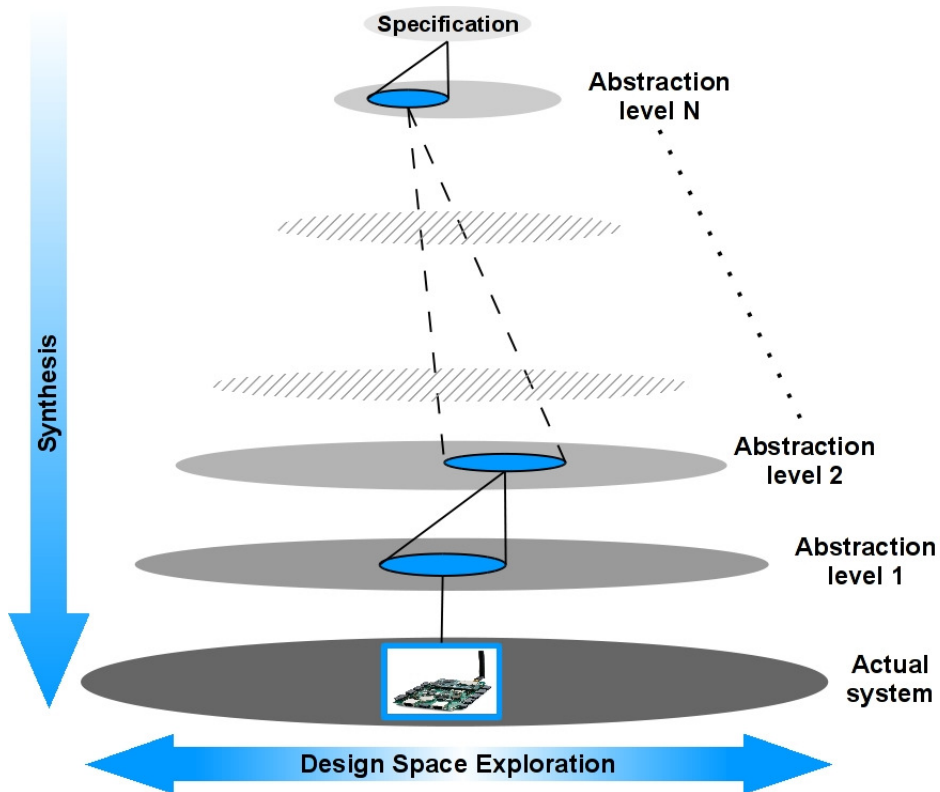 Specification
Abstraction
level N
Synthesis
Abstraction
level 2
Abstraction
level 1
Actual
system
Design Space Exploration